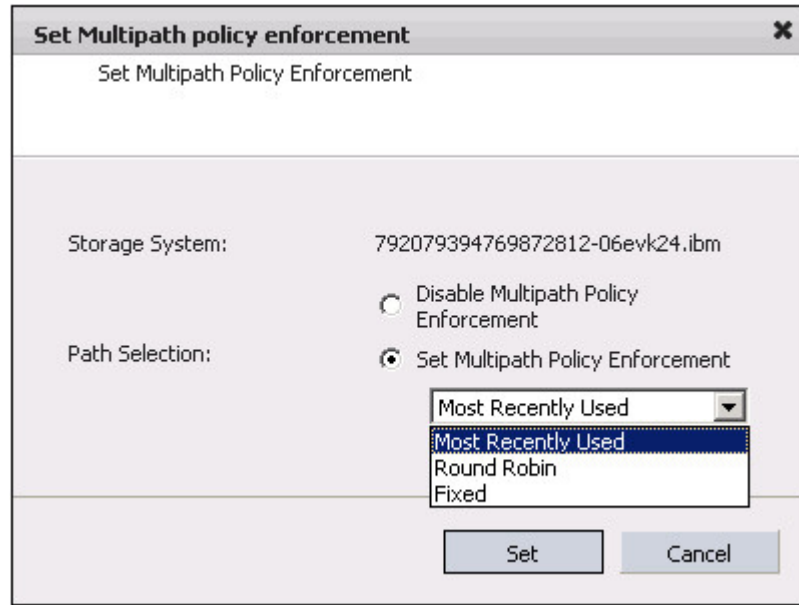 Set Multipath policy enforcement
Set Multipath Policy Enforcement
Storage System:
792079394769872812-06evk24.ibm
Disable Multipath Policy
Enforcement
Path Selection:
Set Multipath Policy Enforcement
Most Recently Used
Most Recently Used
Round Robin
Fixed
Set
Cancel